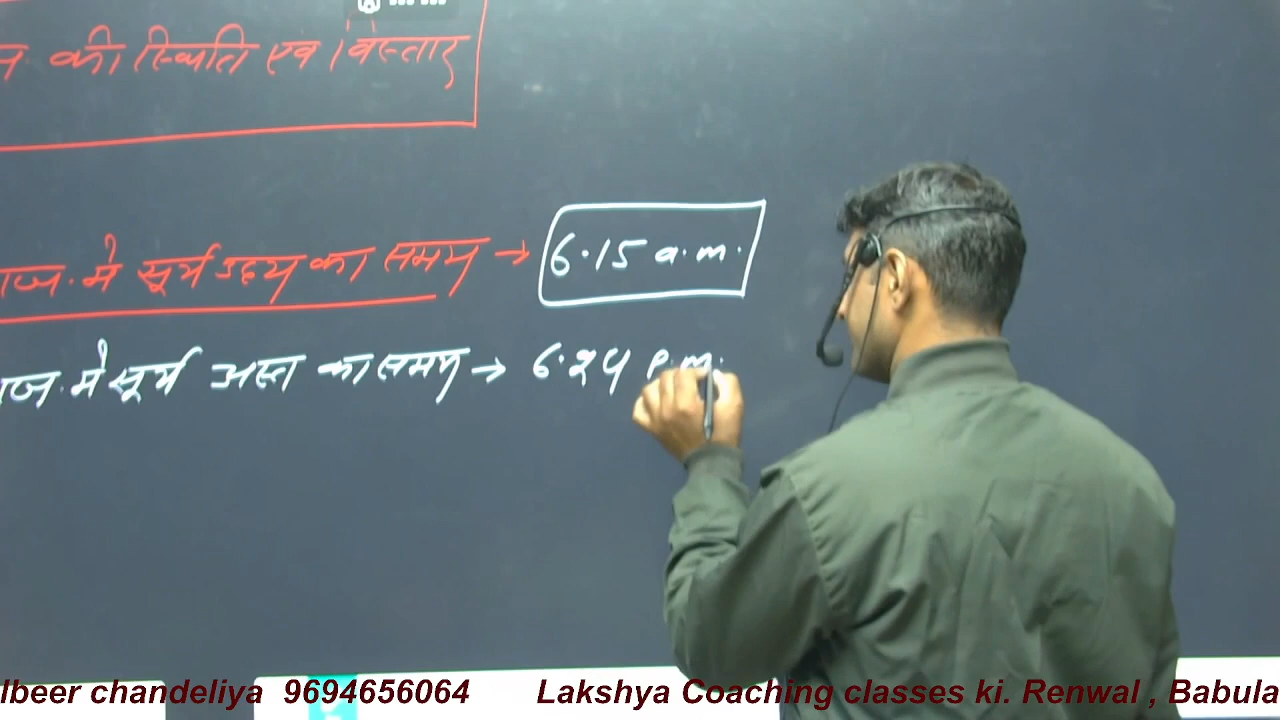 की स्थिति एवं विस्तार
राज. मे सूर्य उदय का समय → 6.15 a.m.
राज. मे सूर्य अस्त का समय → 6.24 p.m.
lbeer chandeliya 9694656064 Lakshya Coaching classes ki. Renwal , Babula